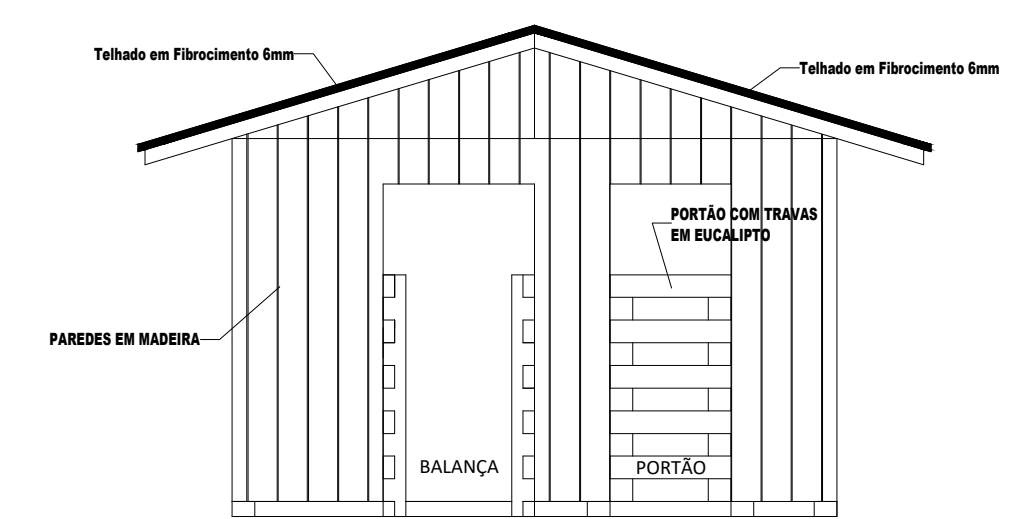 Telhado em Fibrocimento 6mm
Telhado em Fibrocimento 6mm
PORTÃO COM TRAVAS
EM EUCALIPTO
PAREDES EM MADEIRA
BALANÇA
PORTÃO